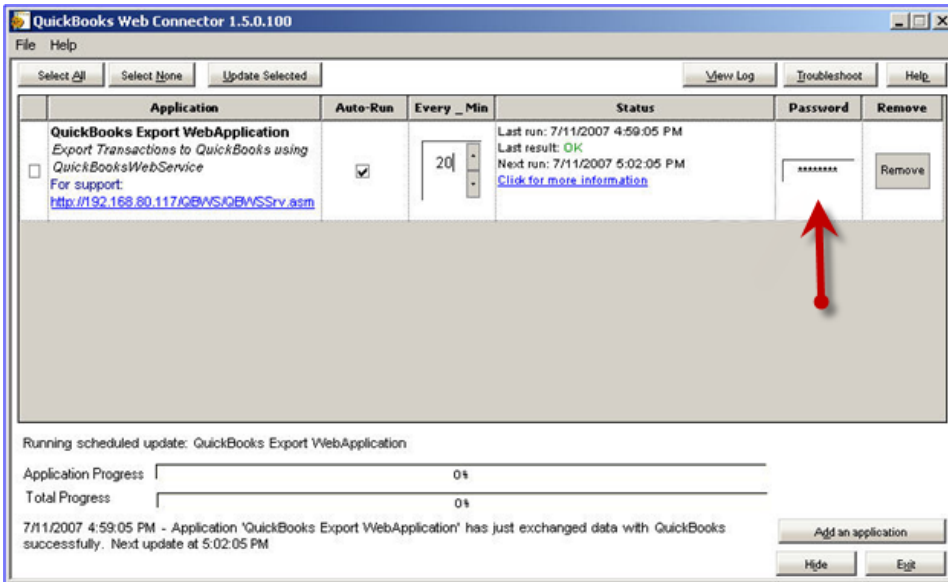 QuickBooks Web Connector 1.5.0.100
File Help
Select All Select None Update Selected View Log Troubleshoot Help
Application Auto-Run Every _ Min Status Password Remove
QuickBooks Export WebApplication
Export Transactions to QuickBooks using
QuickBooksWebService
For support:
http://192.168.80.117/QBWS/QBWSSrv.asm
20
Last run: 7/11/2007 4:59:05 PM
Last result: OK
Next run: 7/11/2007 5:02:05 PM
Click for more information
********
Remove
Running scheduled update: QuickBooks Export WebApplication
Application Progress 0%
Total Progress 0%
7/11/2007 4:59:05 PM - Application 'QuickBooks Export WebApplication' has just exchanged data with QuickBooks
successfully. Next update at 5:02:05 PM
Add an application
Hide Exit